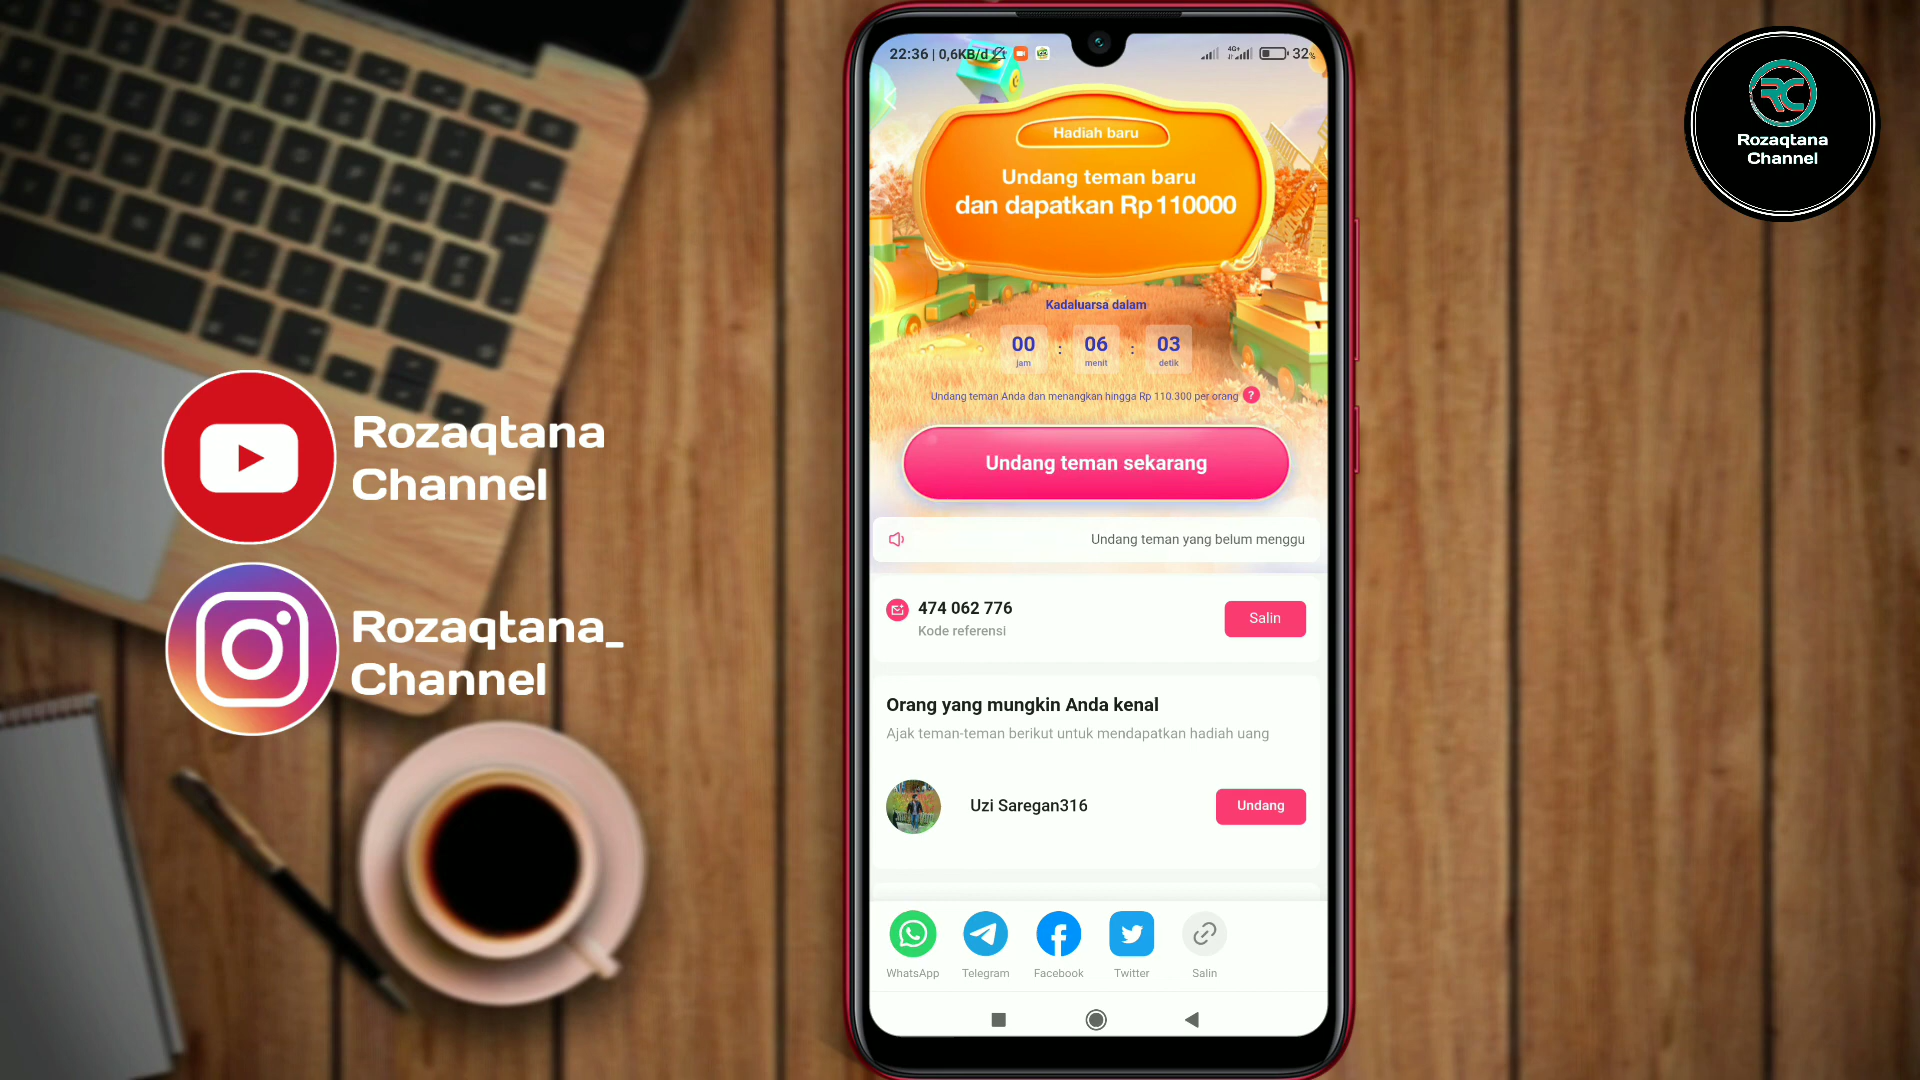 22:36 | 0,6KB/d
4G+
32%
Hadiah baru
Undang teman baru
dan dapatkan Rp 110000
Kadaluarsa dalam
00 : 06 : 03
jam menit detik
Undang teman Anda dan menangkan hingga Rp 110.300 per orang ?
Undang teman sekarang
Undang teman yang belum menggu
474 062 776
Kode referensi
Salin
Orang yang mungkin Anda kenal
Ajak teman-teman berikut untuk mendapatkan hadiah uang
Uzi Saregan316
Undang
WhatsApp
Telegram
Facebook
Twitter
Salin
Rozaqtana
Channel
Rozaqtana_
Channel
RC
Rozaqtana
Channel